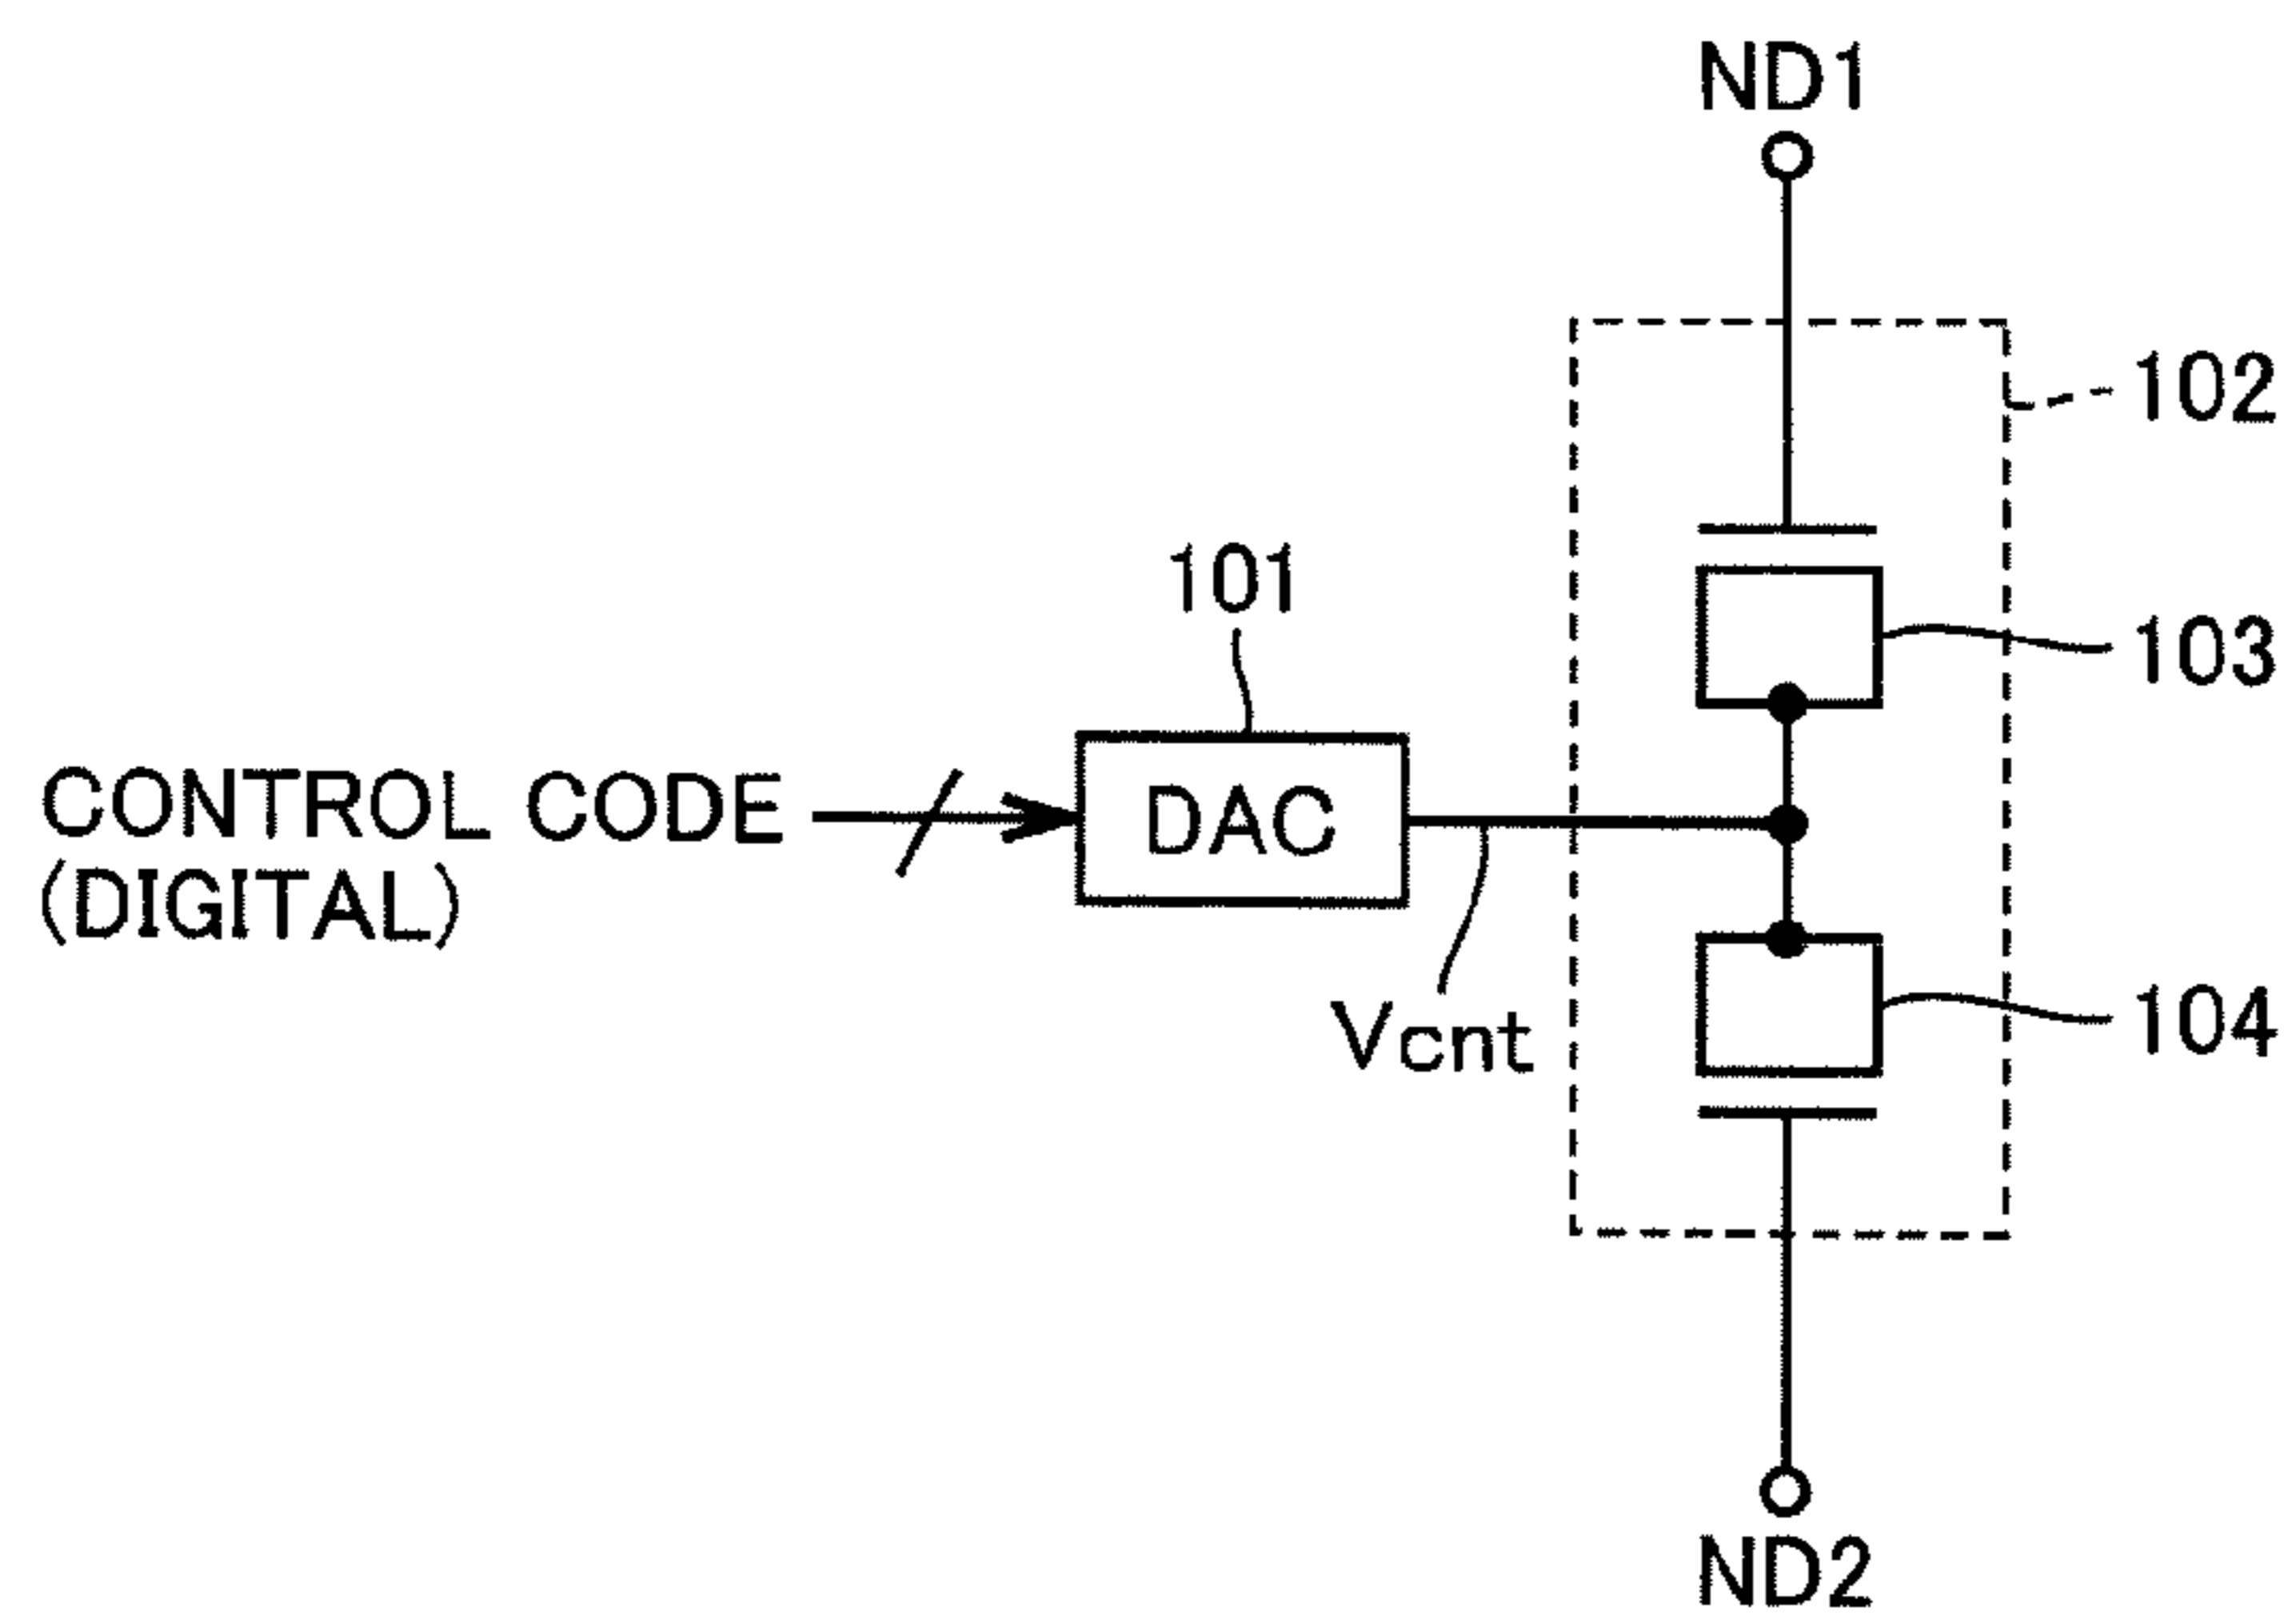 ND1
102
101
103
CONTROL CODE
(DIGITAL)
DAC
Vcnt
104
ND2